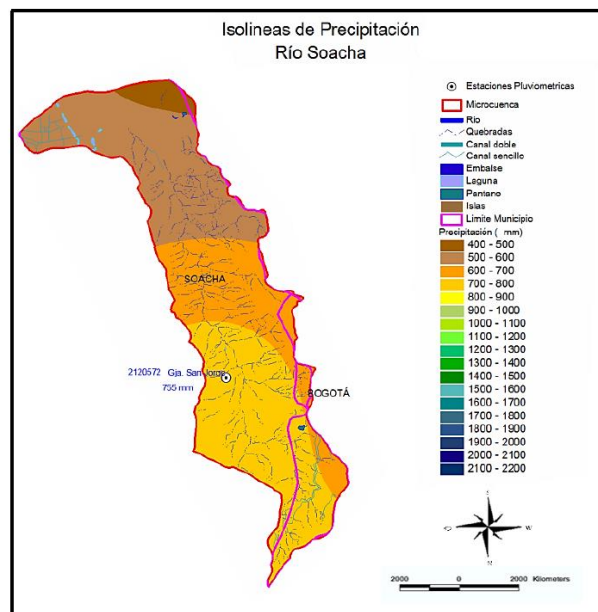 Isolineas de Precipitación
Río Soacha
Estaciones Pluviometricas
Microcuenca
Rio
Quebradas
Canal doble
Canal sencillo
Embalse
Laguna
Pantano
Islas
Limite Municipio
Precipitación ( mm)
400 - 500
500 - 600
600 - 700
700 - 800
800 - 900
900 - 1000
1900 - 1100
1100 - 1200
1200 - 1300
1300 - 1400
1400 - 1500
1500 - 1600
1600 - 1700
1700 - 1800
1800 - 1900
1900 - 2000
2000 - 2100
2100 - 2200
SOACHA
2120572 Gja. San Jorge
755 mm
BOGOTÁ
2000 0 2000 Kilometers